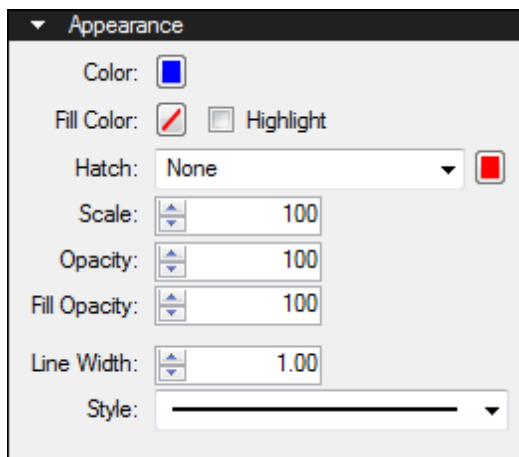 Appearance
Color:
Fill Color: Highlight
Hatch: None
Scale: 100
Opacity: 100
Fill Opacity: 100
Line Width: 1.00
Style: